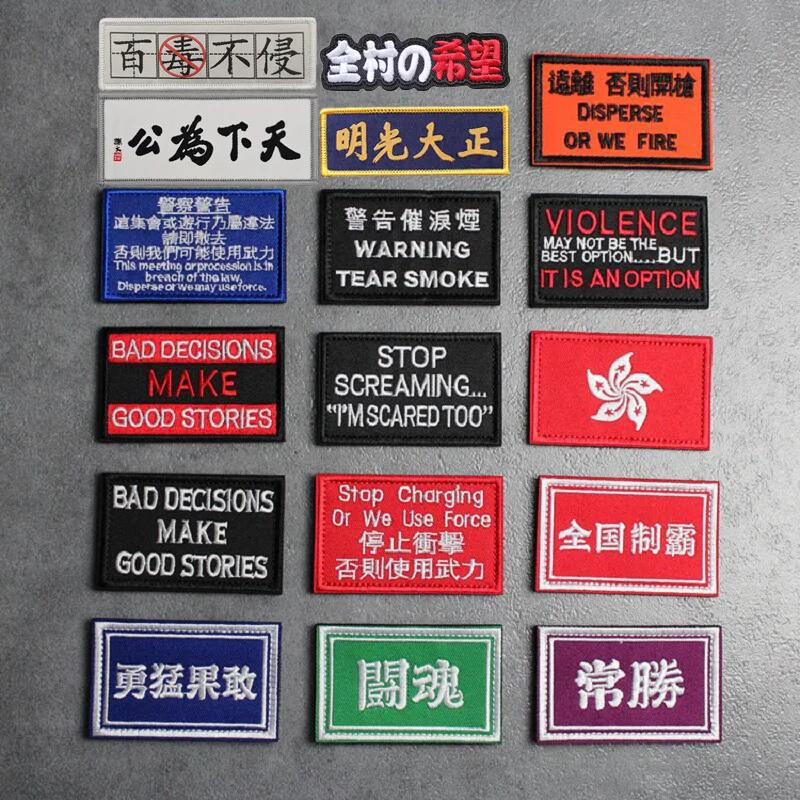 百毒不侵
全村の希望
遠離 否則開槍
DISPERSE
OR WE FIRE
天下為公
孫文
正大光明
警察警告
這集會或遊行乃屬違法
請即散去
否則我們可能使用武力
This meeting or procession is in
breach of the law,
Disperse or we may use force.
警告催淚煙
WARNING
TEAR SMOKE
VIOLENCE
MAY NOT BE THE
BEST OPTION.....BUT
IT IS AN OPTION
BAD DECISIONS
MAKE
GOOD STORIES
STOP
SCREAMING...
"I'M SCARED TOO"
BAD DECISIONS
MAKE
GOOD STORIES
Stop Charging
Or We Use Force
停止衝擊
否則使用武力
全国制霸
勇猛果敢
闘魂
常勝